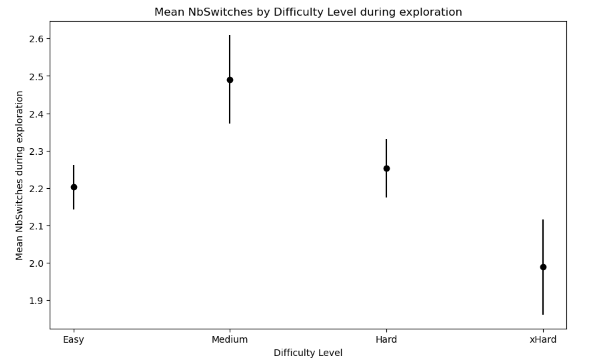 Mean NbSwitches by Difficulty Level during exploration
Mean NbSwitches during exploration
2.6
2.5
2.4
2.3
2.2
2.1
2.0
1.9
Easy Medium Hard xHard
Difficulty Level